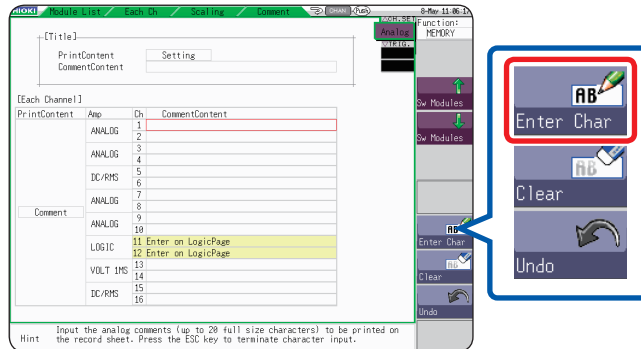 HIOKI Module List Each Ch Scaling Comment CHAN Push 8-May 11:06
CH.SET Function:
Analog MEMORY
TRIG.
[Title]
PrintContent Setting
CommentContent
[Each Channel]
PrintContent Amp Ch CommentContent
Comment
ANALOG 1
2
ANALOG 3
4
DC/RMS 5
6
ANALOG 7
8
ANALOG 9
10
LOGIC 11 Enter on LogicPage
12 Enter on LogicPage
VOLT 1MS 13
14
DC/RMS 15
16
Sw Modules
Sw Modules
AB
Enter Char
AB
Clear
Undo
Hint Input the analog comments (up to 20 full size characters) to be printed on
the record sheet. Press the ESC key to terminate character input.
AB
Enter Char
AB
Clear
Undo